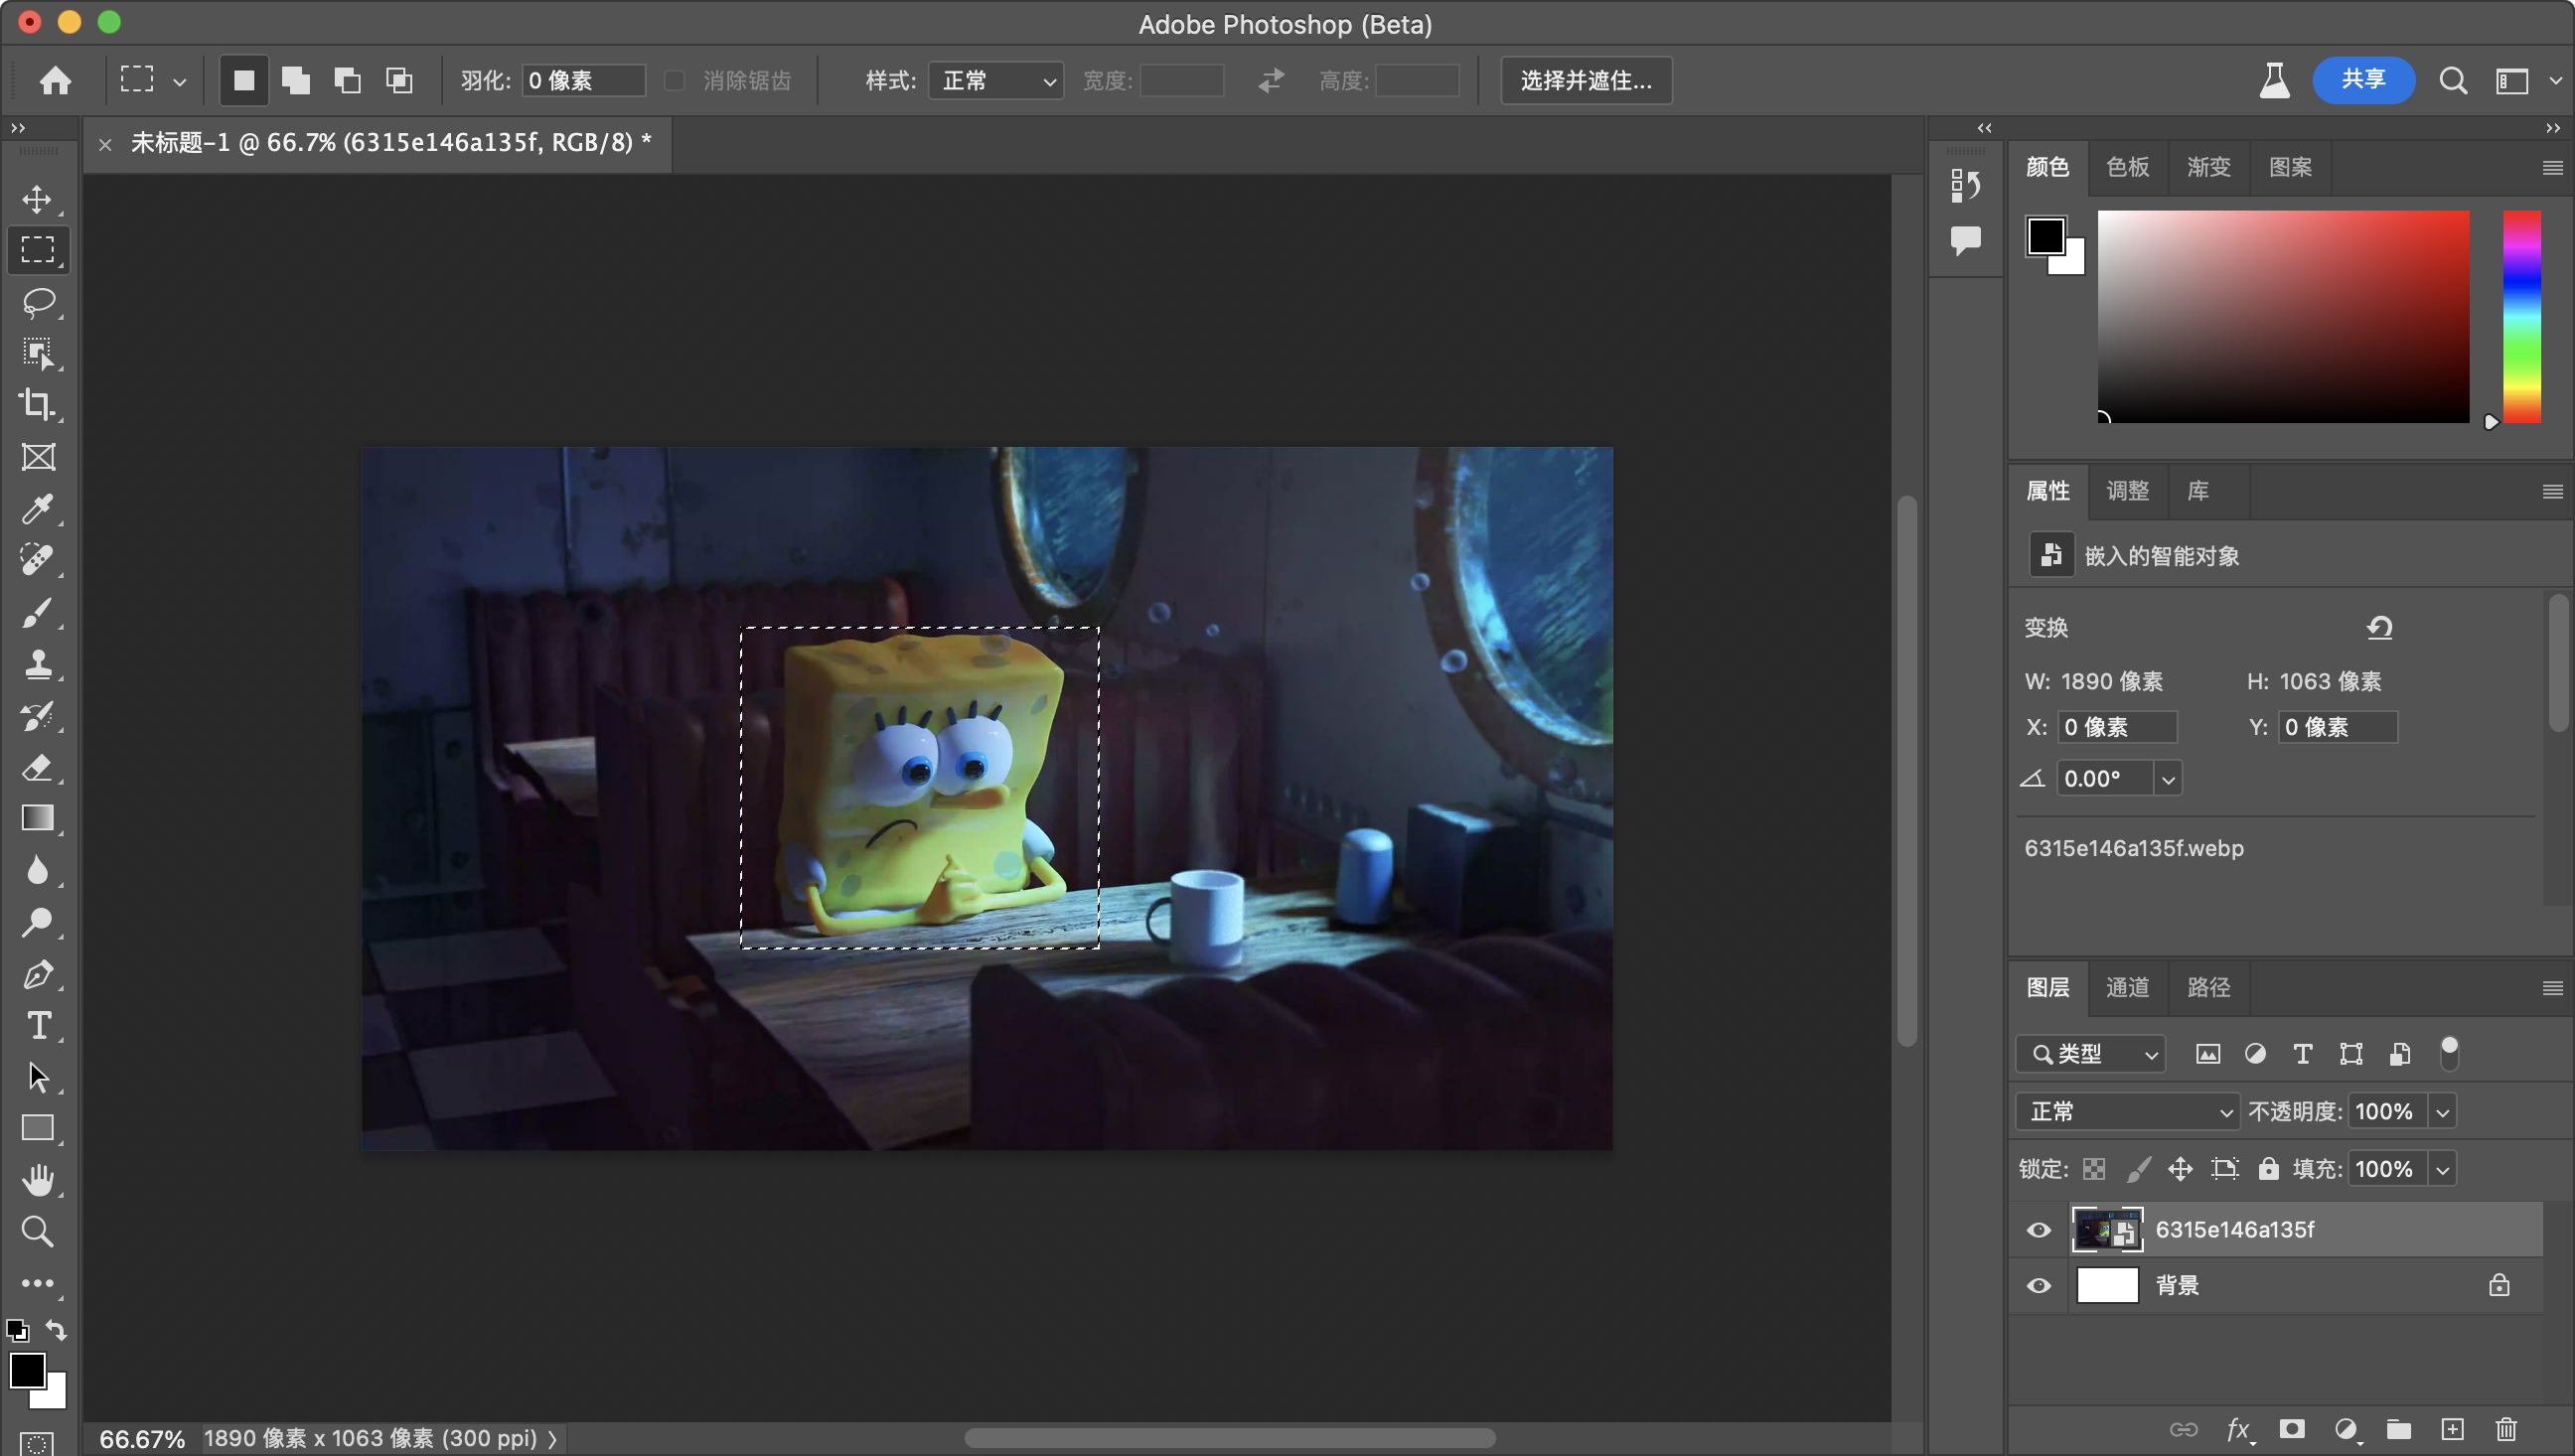 Adobe Photoshop (Beta)
羽化: 0 像素 消除锯齿 样式: 正常 宽度: 高度: 选择并遮住... 共享
未标题-1 @ 66.7% (6315e146a135f, RGB/8) *
颜色 色板 渐变 图案
属性 调整 库
嵌入的智能对象
变换
W: 1890 像素 H: 1063 像素
X: 0 像素 Y: 0 像素
0.00°
6315e146a135f.webp
图层 通道 路径
类型
正常 不透明度: 100%
锁定: 填充: 100%
6315e146a135f
背景
fx
66.67% 1890 像素 x 1063 像素 (300 ppi)